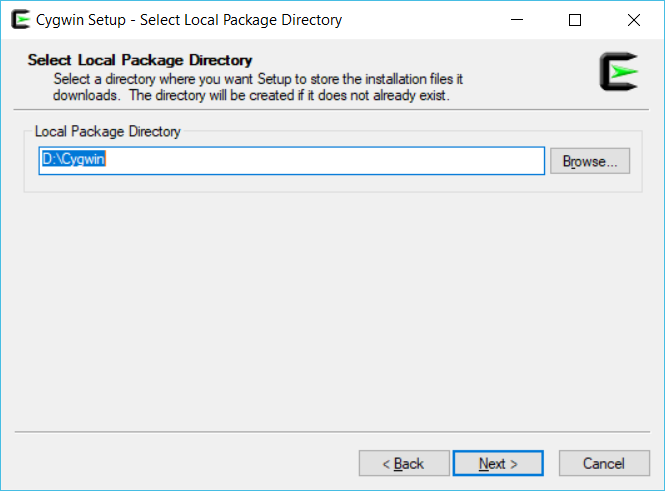 Cygwin Setup - Select Local Package Directory
Select Local Package Directory
Select a directory where you want Setup to store the installation files it
downloads. The directory will be created if it does not already exist.
Local Package Directory
D:\Cygwin
Browse...
< Back
Next >
Cancel